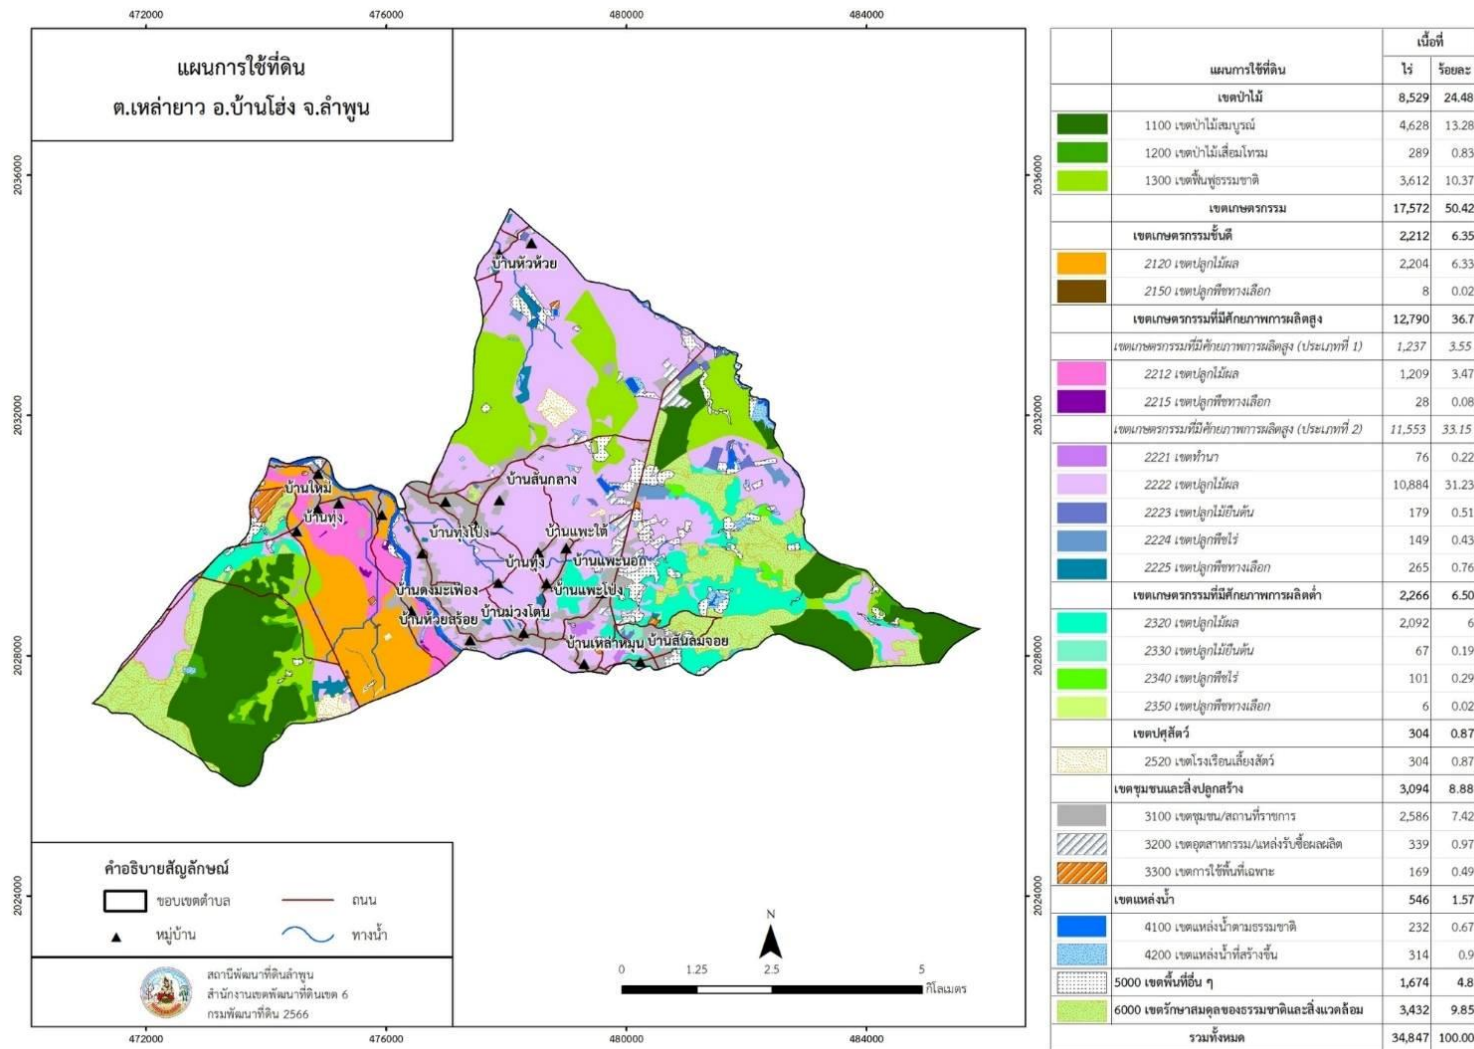 472000
476000
480000
484000
แผนการใช้ที่ดิน
ต.เหล่ายาว อ.บ้านโฮ่ง จ.ลำพูน
2036000
2032000
2028000
2024000
2036000
2032000
2028000
2024000
บ้านหัวห้วย
บ้านสันกลาง
บ้านใหม่
บ้านทุ่ง
บ้านทุ่งโป่ง
บ้านแพะใต้
บ้านทุ่ง
บ้านแพะนอก
บ้านดงมะเฟือง
บ้านแพะโป่ง
บ้านห้วยสร้อย
บ้านม่วงโตน
บ้านเหล่าหมุน
บ้านสันลมจอย
คำอธิบายสัญลักษณ์
ขอบเขตตำบล
ถนน
หมู่บ้าน
ทางน้ำ
สถานีพัฒนาที่ดินลำพูน
สำนักงานเขตพัฒนาที่ดินเขต 6
กรมพัฒนาที่ดิน 2566
N
0 1.25 2.5 5
กิโลเมตร
472000
476000
480000
484000
เนื้อที่
แผนการใช้ที่ดิน ไร่ ร้อยละ
เขตป่าไม้ 8,529 24.48
1100 เขตป่าไม้สมบูรณ์ 4,628 13.28
1200 เขตป่าไม้เสื่อมโทรม 289 0.83
1300 เขตฟื้นฟูธรรมชาติ 3,612 10.37
เขตเกษตรกรรม 17,572 50.42
เขตเกษตรกรรมชั้นดี 2,212 6.35
2120 เขตปลูกไม้ผล 2,204 6.33
2150 เขตปลูกพืชทางเลือก 8 0.02
เขตเกษตรกรรมที่มีศักยภาพการผลิตสูง 12,790 36.7
เขตเกษตรกรรมที่มีศักยภาพการผลิตสูง (ประเภทที่ 1) 1,237 3.55
2212 เขตปลูกไม้ผล 1,209 3.47
2215 เขตปลูกพืชทางเลือก 28 0.08
เขตเกษตรกรรมที่มีศักยภาพการผลิตสูง (ประเภทที่ 2) 11,553 33.15
2221 เขตทำนา 76 0.22
2222 เขตปลูกไม้ผล 10,884 31.23
2223 เขตปลูกไม้ยืนต้น 179 0.51
2224 เขตปลูกพืชไร่ 149 0.43
2225 เขตปลูกพืชทางเลือก 265 0.76
เขตเกษตรกรรมที่มีศักยภาพการผลิตต่ำ 2,266 6.50
2320 เขตปลูกไม้ผล 2,092 6
2330 เขตปลูกไม้ยืนต้น 67 0.19
2340 เขตปลูกพืชไร่ 101 0.29
2350 เขตปลูกพืชทางเลือก 6 0.02
เขตปศุสัตว์ 304 0.87
2520 เขตโรงเรือนเลี้ยงสัตว์ 304 0.87
เขตชุมชนและสิ่งปลูกสร้าง 3,094 8.88
3100 เขตชุมชน/สถานที่ราชการ 2,586 7.42
3200 เขตอุตสาหกรรม/แหล่งรับซื้อผลผลิต 339 0.97
3300 เขตการใช้พื้นที่เฉพาะ 169 0.49
เขตแหล่งน้ำ 546 1.57
4100 เขตแหล่งน้ำตามธรรมชาติ 232 0.67
4200 เขตแหล่งน้ำที่สร้างขึ้น 314 0.9
5000 เขตพื้นที่อื่น ๆ 1,674 4.8
6000 เขตรักษาสมดุลของธรรมชาติและสิ่งแวดล้อม 3,432 9.85
รวมทั้งหมด 34,847 100.00